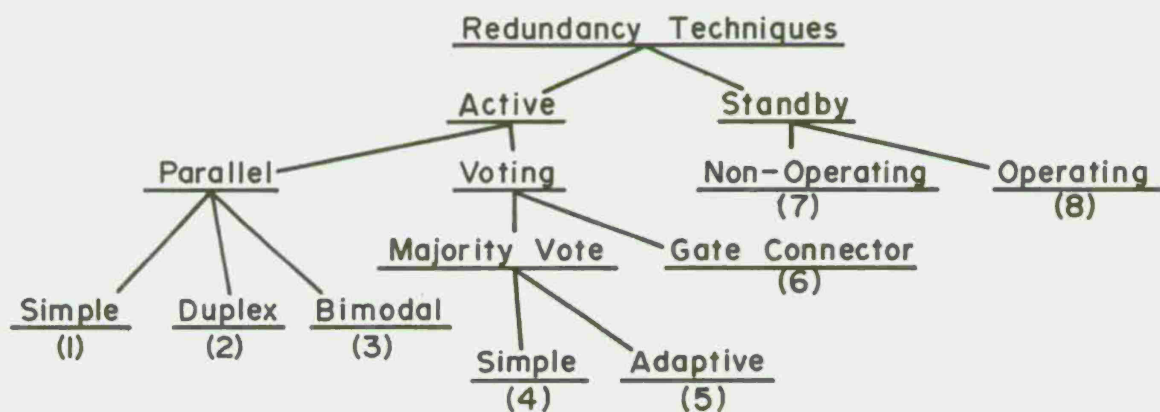 Redundancy Techniques
Active Standby
Parallel Voting Non-Operating Operating
(7) (8)
Majority Vote Gate Connector
(6)
Simple Duplex Bimodal
(1) (2) (3)
Simple Adaptive
(4) (5)